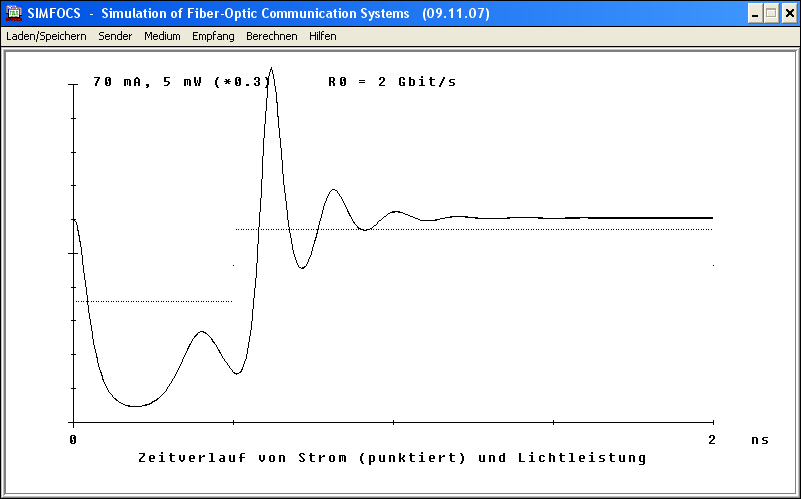 SIMFOCS - Simulation of Fiber-Optic Communication Systems (09.11.07)
Laden/Speichern Sender Medium Empfang Berechnen Hilfen
70 mA, 5 mW (*0.3) R0 = 2 Gbit/s
0 2 ns
Zeitverlauf von Strom (punktiert) und Lichtleistung